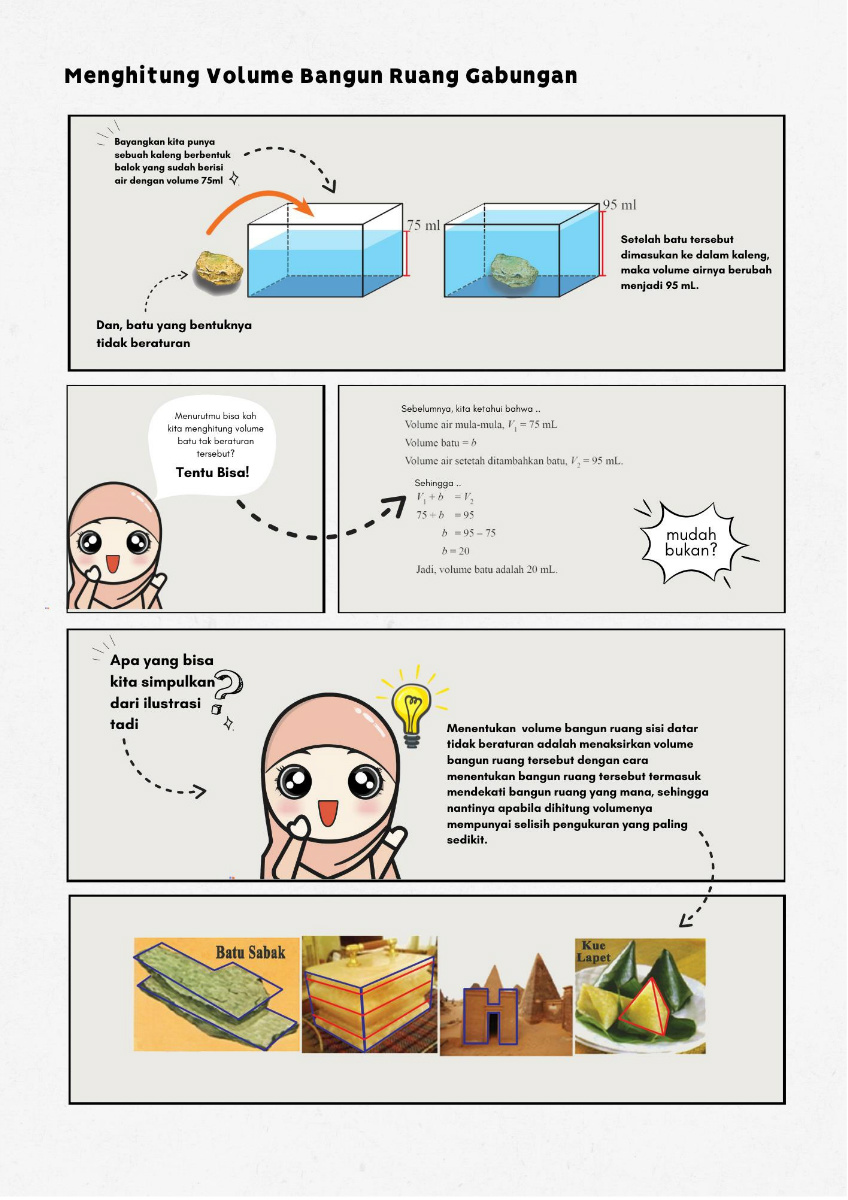 Menghitung Volume Bangun Ruang Gabungan
Bayangkan kita punya
sebuah kaleng berbentuk
balok yang sudah berisi
air dengan volume 75ml
75 ml
95 ml
Setelah batu tersebut
dimasukan ke dalam kaleng,
maka volume airnya berubah
menjadi 95 mL.
Dan, batu yang bentuknya
tidak beraturan
Menurutmu bisa kah
kita menghitung volume
batu tak beraturan
tersebut?
Tentu Bisa!
Sebelumnya, kita ketahui bahwa ..
Volume air mula-mula, V₁ = 75 mL
Volume batu = b
Volume air setetah ditambahkan batu, V₂ = 95 mL.
Sehingga ..
V₁ + b = V₂
75 + b = 95
b = 95 – 75
b = 20
Jadi, volume batu adalah 20 mL.
mudah
bukan?
Apa yang bisa
kita simpulkan
dari ilustrasi
tadi
?
Menentukan volume bangun ruang sisi datar
tidak beraturan adalah menaksirkan volume
bangun ruang tersebut dengan cara
menentukan bangun ruang tersebut termasuk
mendekati bangun ruang yang mana, sehingga
nantinya apabila dihitung volumenya
mempunyai selisih pengukuran yang paling
sedikit.
Batu Sabak
Kue
Lapet